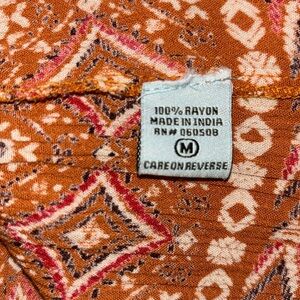 100% RAYON
MADE IN INDIA
RN# 060508
M
CARE ON REVERSE